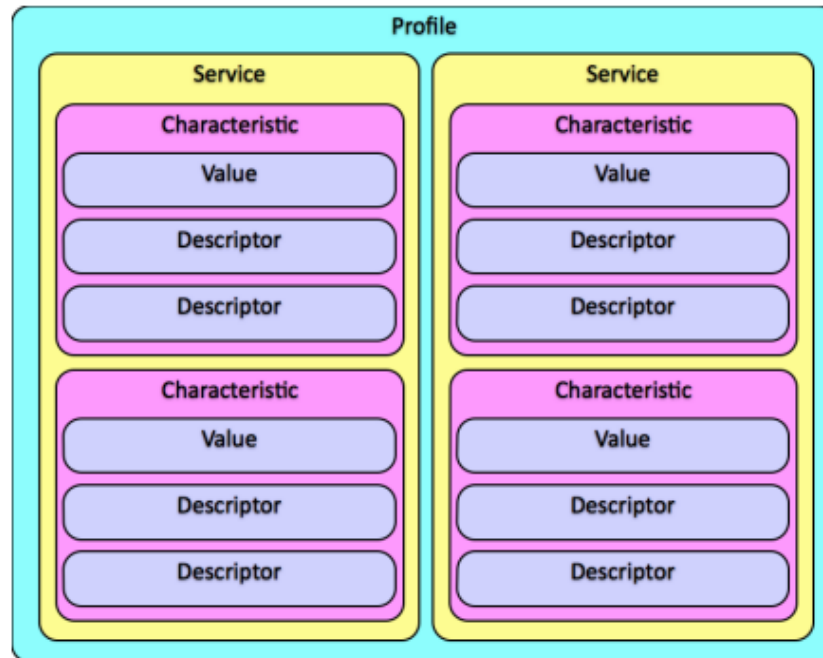 Profile
Service
Characteristic
Value
Descriptor
Descriptor
Characteristic
Value
Descriptor
Descriptor
Service
Characteristic
Value
Descriptor
Descriptor
Characteristic
Value
Descriptor
Descriptor